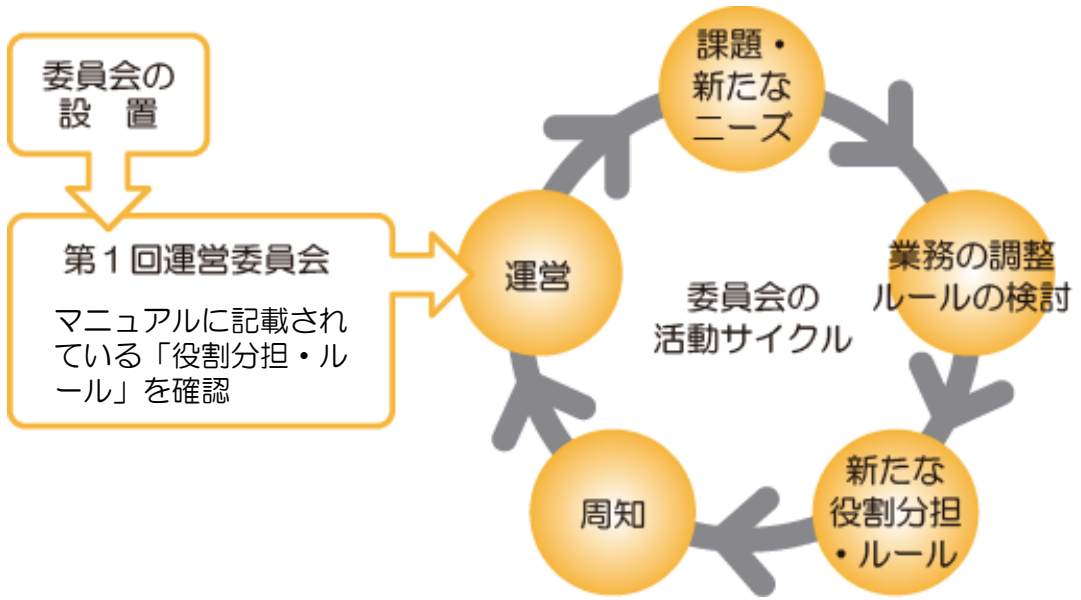 委員会の
設　置
第１回運営委員会
マニュアルに記載され
ている「役割分担・ル
ール」を確認
運営
課題・
新たな
ニーズ
業務の調整
ルールの検討
新たな
役割分担
・ルール
周知
委員会の
活動サイクル